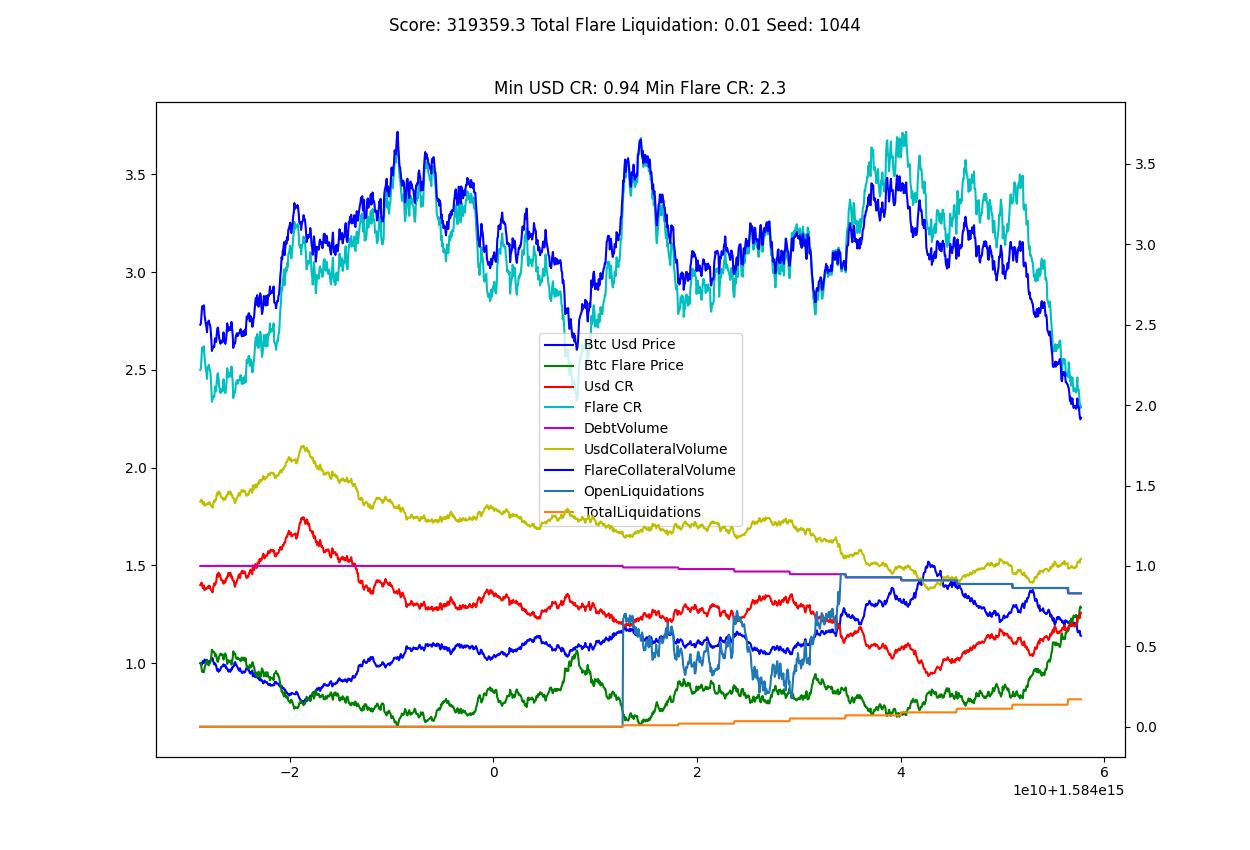 Score: 319359.3 Total Flare Liquidation: 0.01 Seed: 1044
Min USD CR: 0.94 Min Flare CR: 2.3
3.5
3.0
2.5
2.0
1.5
1.0
3.5
3.0
2.5
2.0
1.5
1.0
0.5
0.0
Btc Usd Price
Btc Flare Price
Usd CR
Flare CR
DebtVolume
UsdCollateralVolume
FlareCollateralVolume
OpenLiquidations
TotalLiquidations
−2
0
2
4
6
1e10+1.584e15